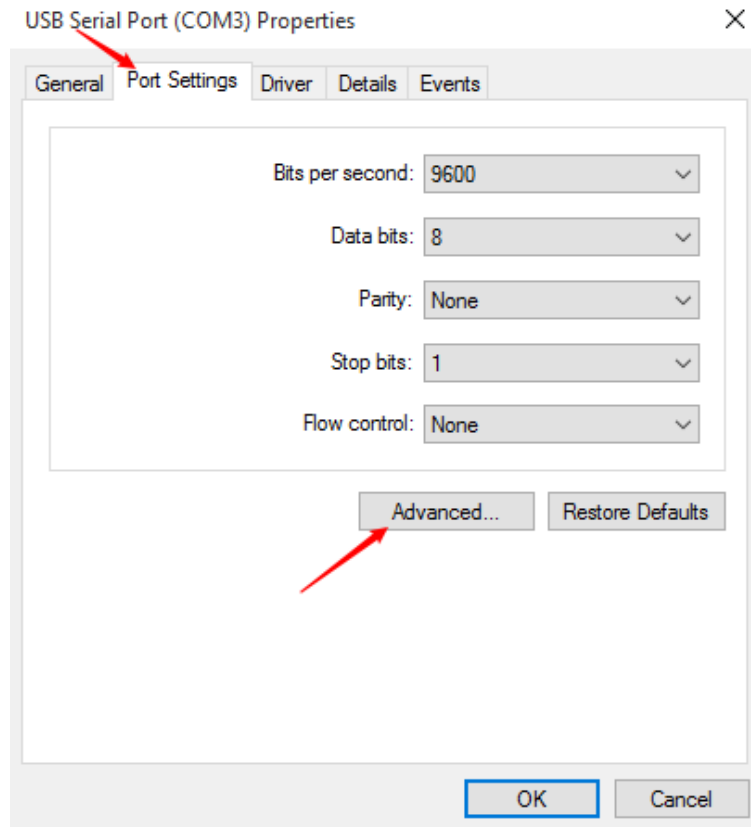 USB Serial Port (COM3) Properties
General Port Settings Driver Details Events
Bits per second: 9600
Data bits: 8
Parity: None
Stop bits: 1
Flow control: None
Advanced... Restore Defaults
OK Cancel